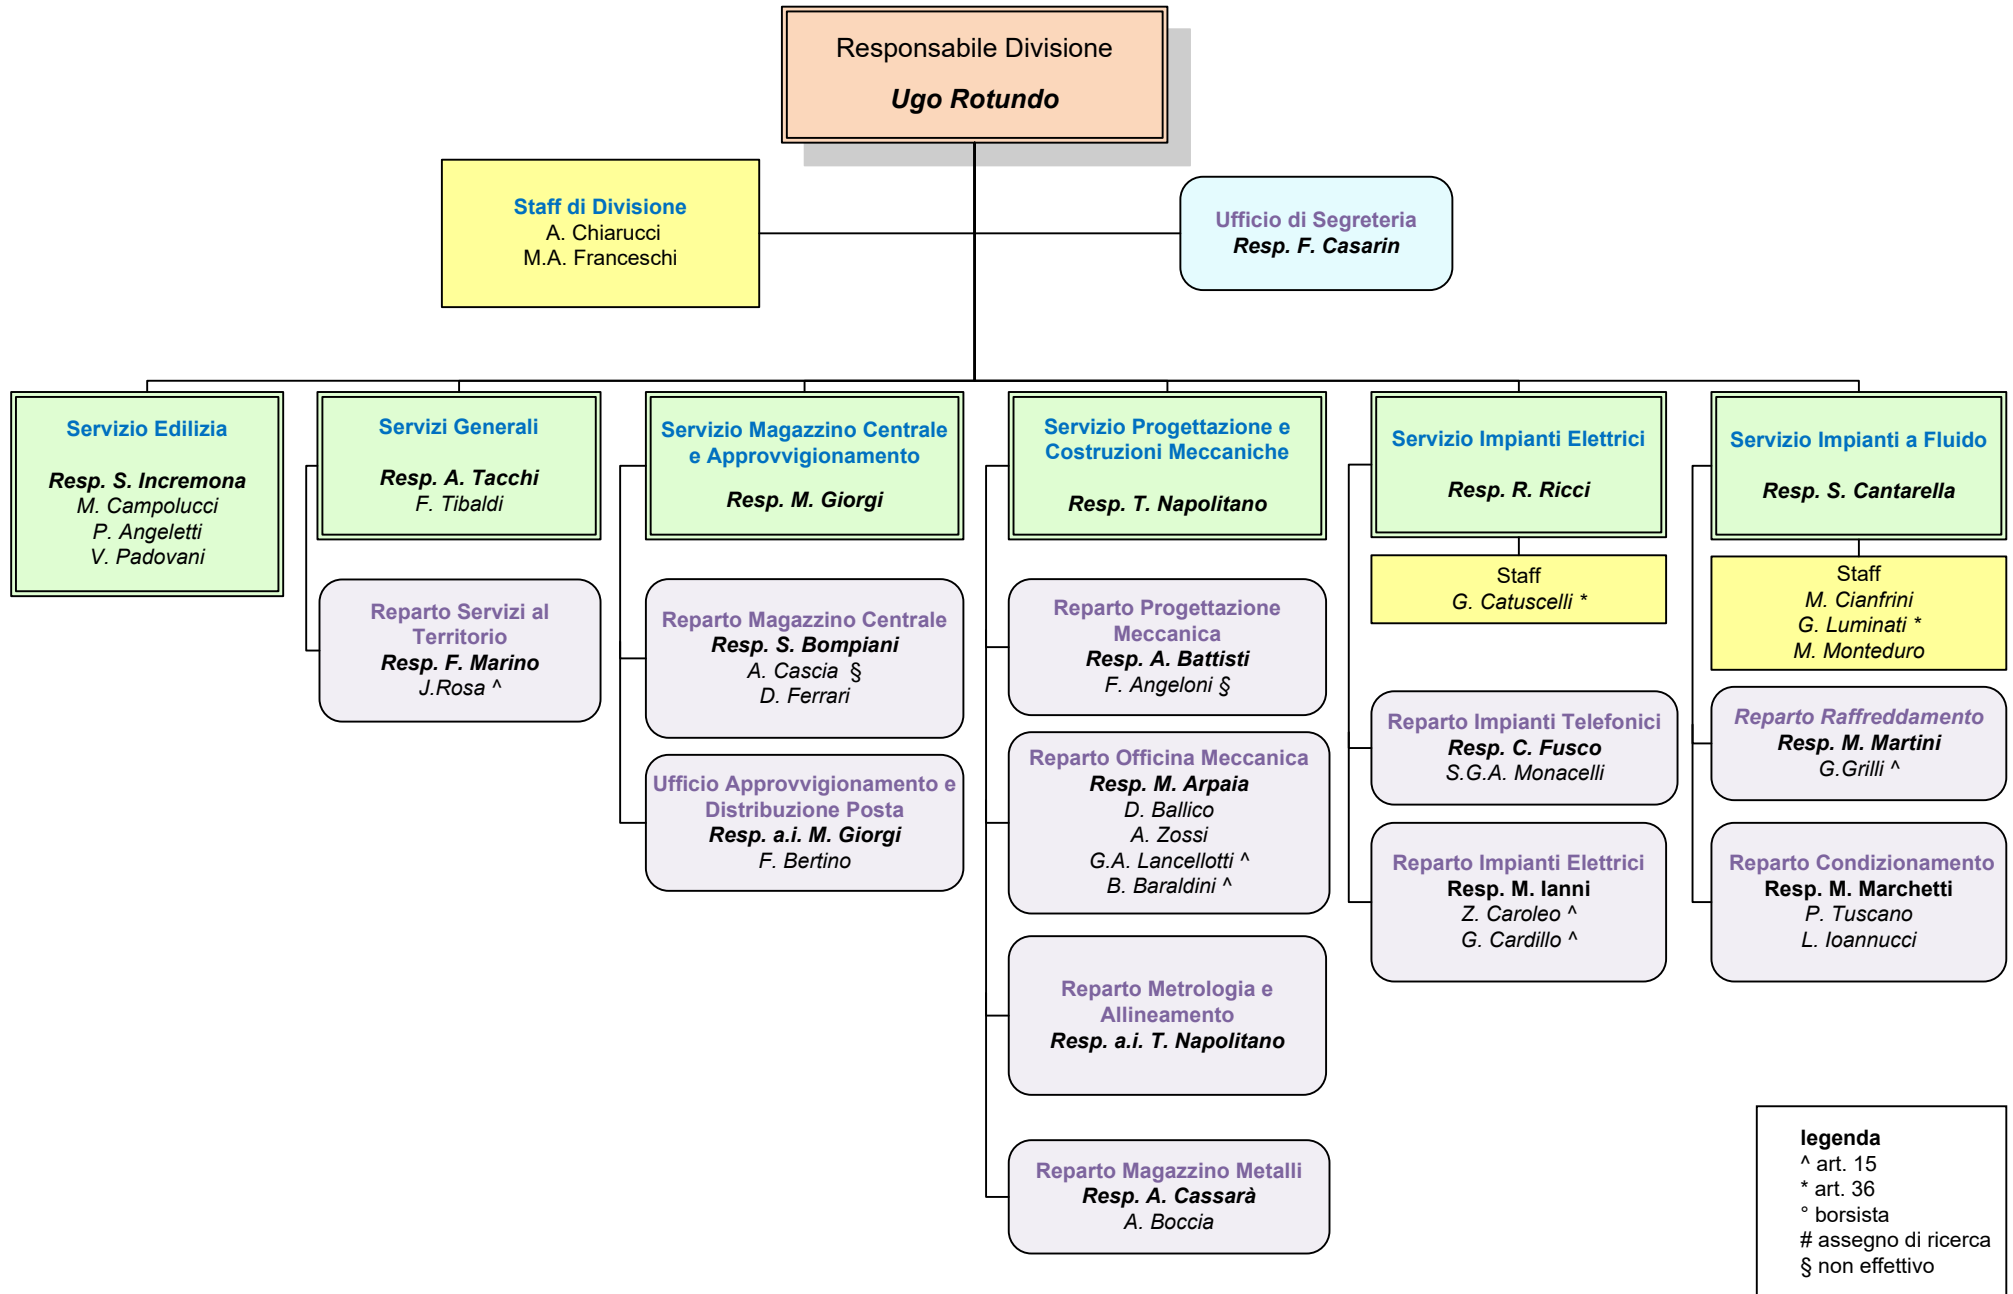 Responsabile Divisione
Ugo Rotundo
Staff di Divisione
A. Chiarucci
M.A. Franceschi
Ufficio di Segreteria
Resp. F. Casarin
Servizio Edilizia
Resp. S. Incremona
M. Campolucci
P. Angeletti
V. Padovani
Servizi Generali
Resp. A. Tacchi
F. Tibaldi
Reparto Servizi al
Territorio
Resp. F. Marino
J.Rosa ^
Servizio Magazzino Centrale
e Approvvigionamento
Resp. M. Giorgi
Reparto Magazzino Centrale
Resp. S. Bompiani
A. Cascia §
D. Ferrari
Ufficio Approvvigionamento e
Distribuzione Posta
Resp. a.i. M. Giorgi
F. Bertino
Servizio Progettazione e
Costruzioni Meccaniche
Resp. T. Napolitano
Reparto Progettazione
Meccanica
Resp. A. Battisti
F. Angeloni §
Reparto Officina Meccanica
Resp. M. Arpaia
D. Ballico
A. Zossi
G.A. Lancellotti ^
B. Baraldini ^
Reparto Metrologia e
Allineamento
Resp. a.i. T. Napolitano
Reparto Magazzino Metalli
Resp. A. Cassarà
A. Boccia
Servizio Impianti Elettrici
Resp. R. Ricci
Staff
G. Catuscelli *
Reparto Impianti Telefonici
Resp. C. Fusco
S.G.A. Monacelli
Reparto Impianti Elettrici
Resp. M. Ianni
Z. Caroleo ^
G. Cardillo ^
Servizio Impianti a Fluido
Resp. S. Cantarella
Staff
M. Cianfrini
G. Luminati *
M. Monteduro
Reparto Raffreddamento
Resp. M. Martini
G.Grilli ^
Reparto Condizionamento
Resp. M. Marchetti
P. Tuscano
L. Ioannucci
legenda
^ art. 15
* art. 36
° borsista
# assegno di ricerca
§ non effettivo